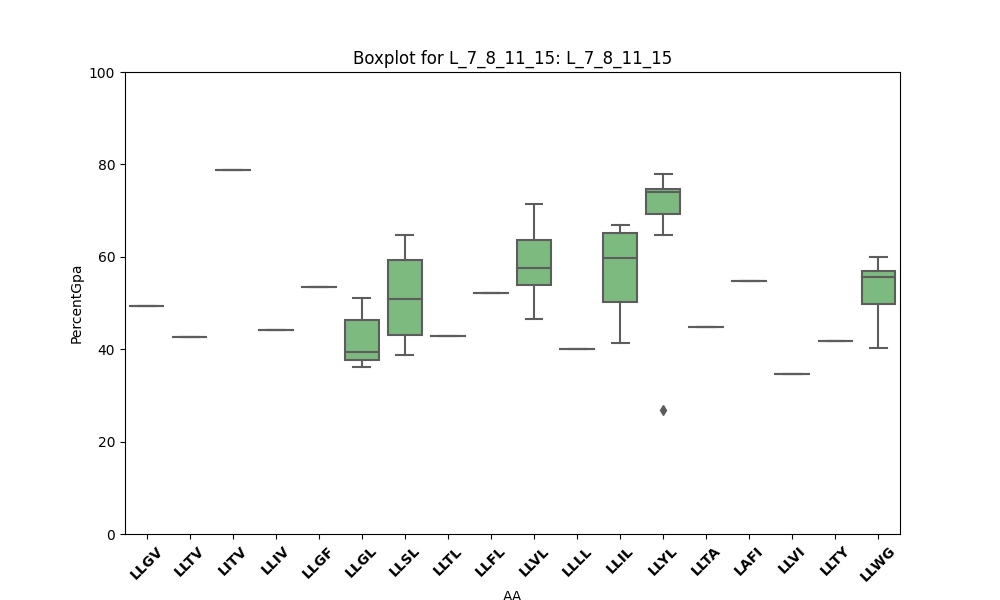 Boxplot for L_7_8_11_15: L_7_8_11_15
100
80
60
40
20
0
PercentGpa
LLGV LLTV LITV LLIV LLGF LLGL LLSL LLTL LLFL LLVL LLLL LLIL LLYL LLTA LAFI LLVI LLTY LLWG
AA